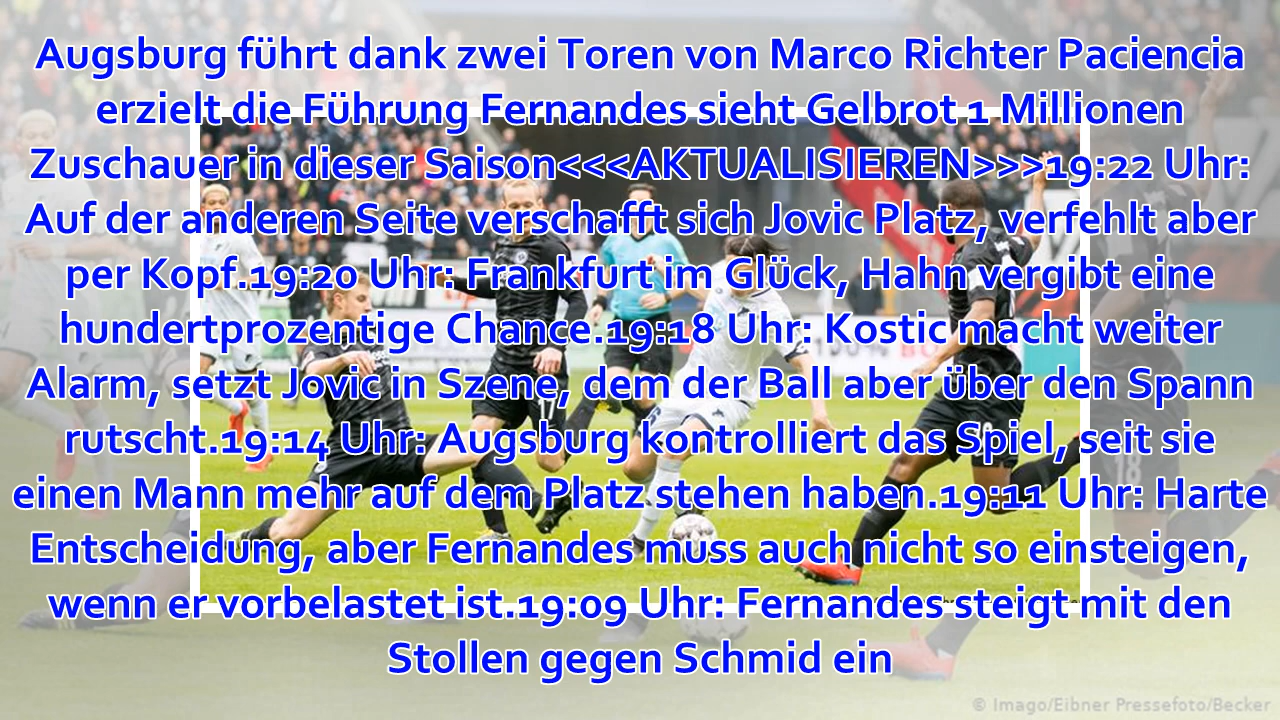 Augsburg führt dank zwei Toren von Marco Richter Paciencia
erzielt die Führung Fernandes sieht Gelbrot 1 Millionen
Zuschauer in dieser Saison<<<AKTUALISIEREN>>>19:22 Uhr:
Auf der anderen Seite verschafft sich Jovic Platz, verfehlt aber
per Kopf.19:20 Uhr: Frankfurt im Glück, Hahn vergibt eine
hundertprozentige Chance.19:18 Uhr: Kostic macht weiter
Alarm, setzt Jovic in Szene, dem der Ball aber über den Spann
rutscht.19:14 Uhr: Augsburg kontrolliert das Spiel, seit sie
einen Mann mehr auf dem Platz stehen haben.19:11 Uhr: Harte
Entscheidung, aber Fernandes muss auch nicht so einsteigen,
wenn er vorbelastet ist.19:09 Uhr: Fernandes steigt mit den
Stollen gegen Schmid ein
© Imago/Eibner Pressefoto/Becker